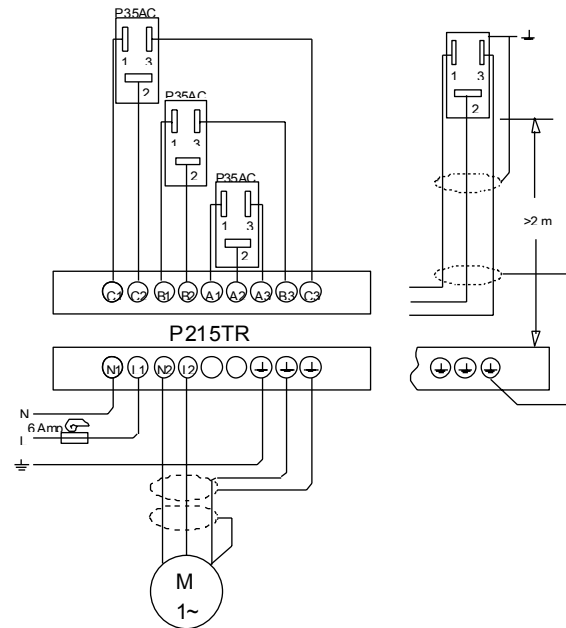 P35AC
1 3
2
P35AC
1 3
2
P35AC
1 3
2
1 3
2
>2 m
C1 C2 B1 B2 A1 A2 A3 B3 C3
P215TR
N1 L1 N2 L2
N
6 Amp
L
M
1~